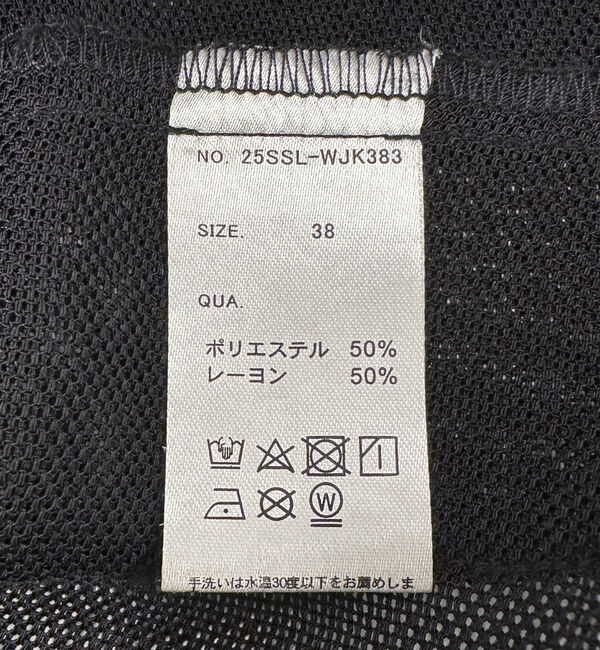 NO. 25SSL-WJK383
SIZE. 38
QUA.
ポリエステル 50%
レーヨン 50%
W
手洗いは水温30度以下をお薦めしま